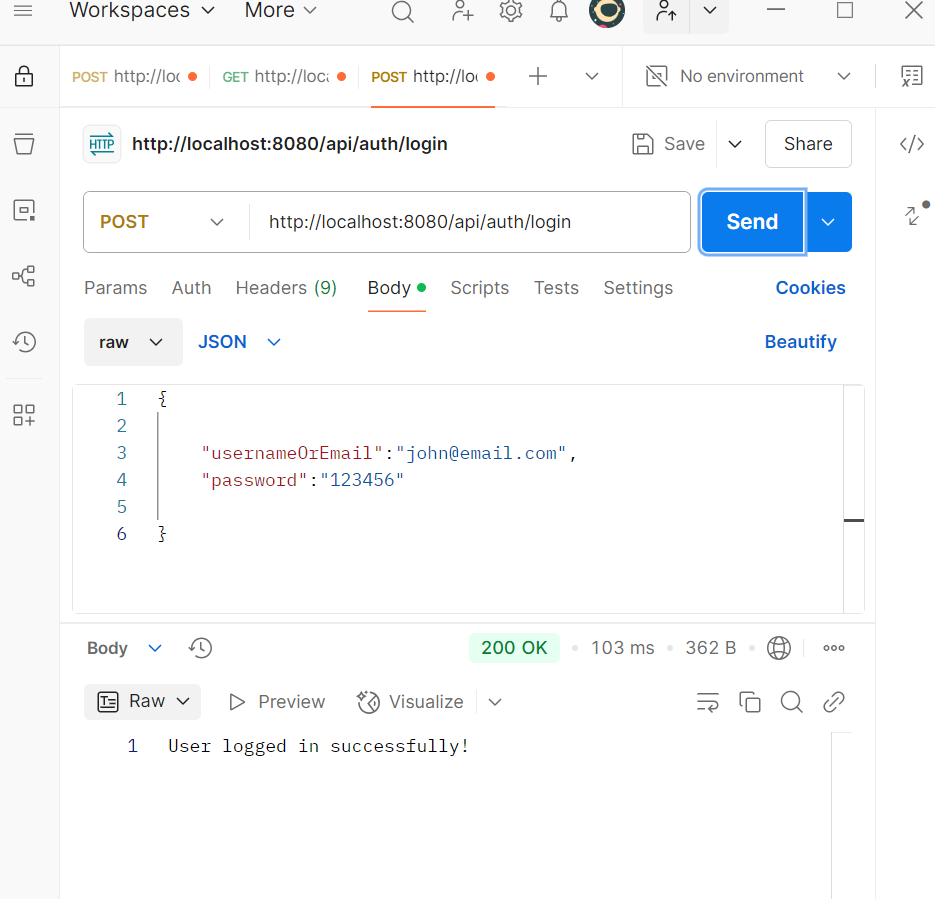 Workspaces More
POST http://loc GET http://loca POST http://loc No environment
HTTP http://localhost:8080/api/auth/login Save Share
POST http://localhost:8080/api/auth/login Send
Params Auth Headers (9) Body Scripts Tests Settings Cookies
raw JSON Beautify
1 {
2
3 "usernameOrEmail":"john@email.com",
4 "password":"123456"
5
6 }
Body 200 OK 103 ms 362 B
Raw Preview Visualize
1 User logged in successfully!